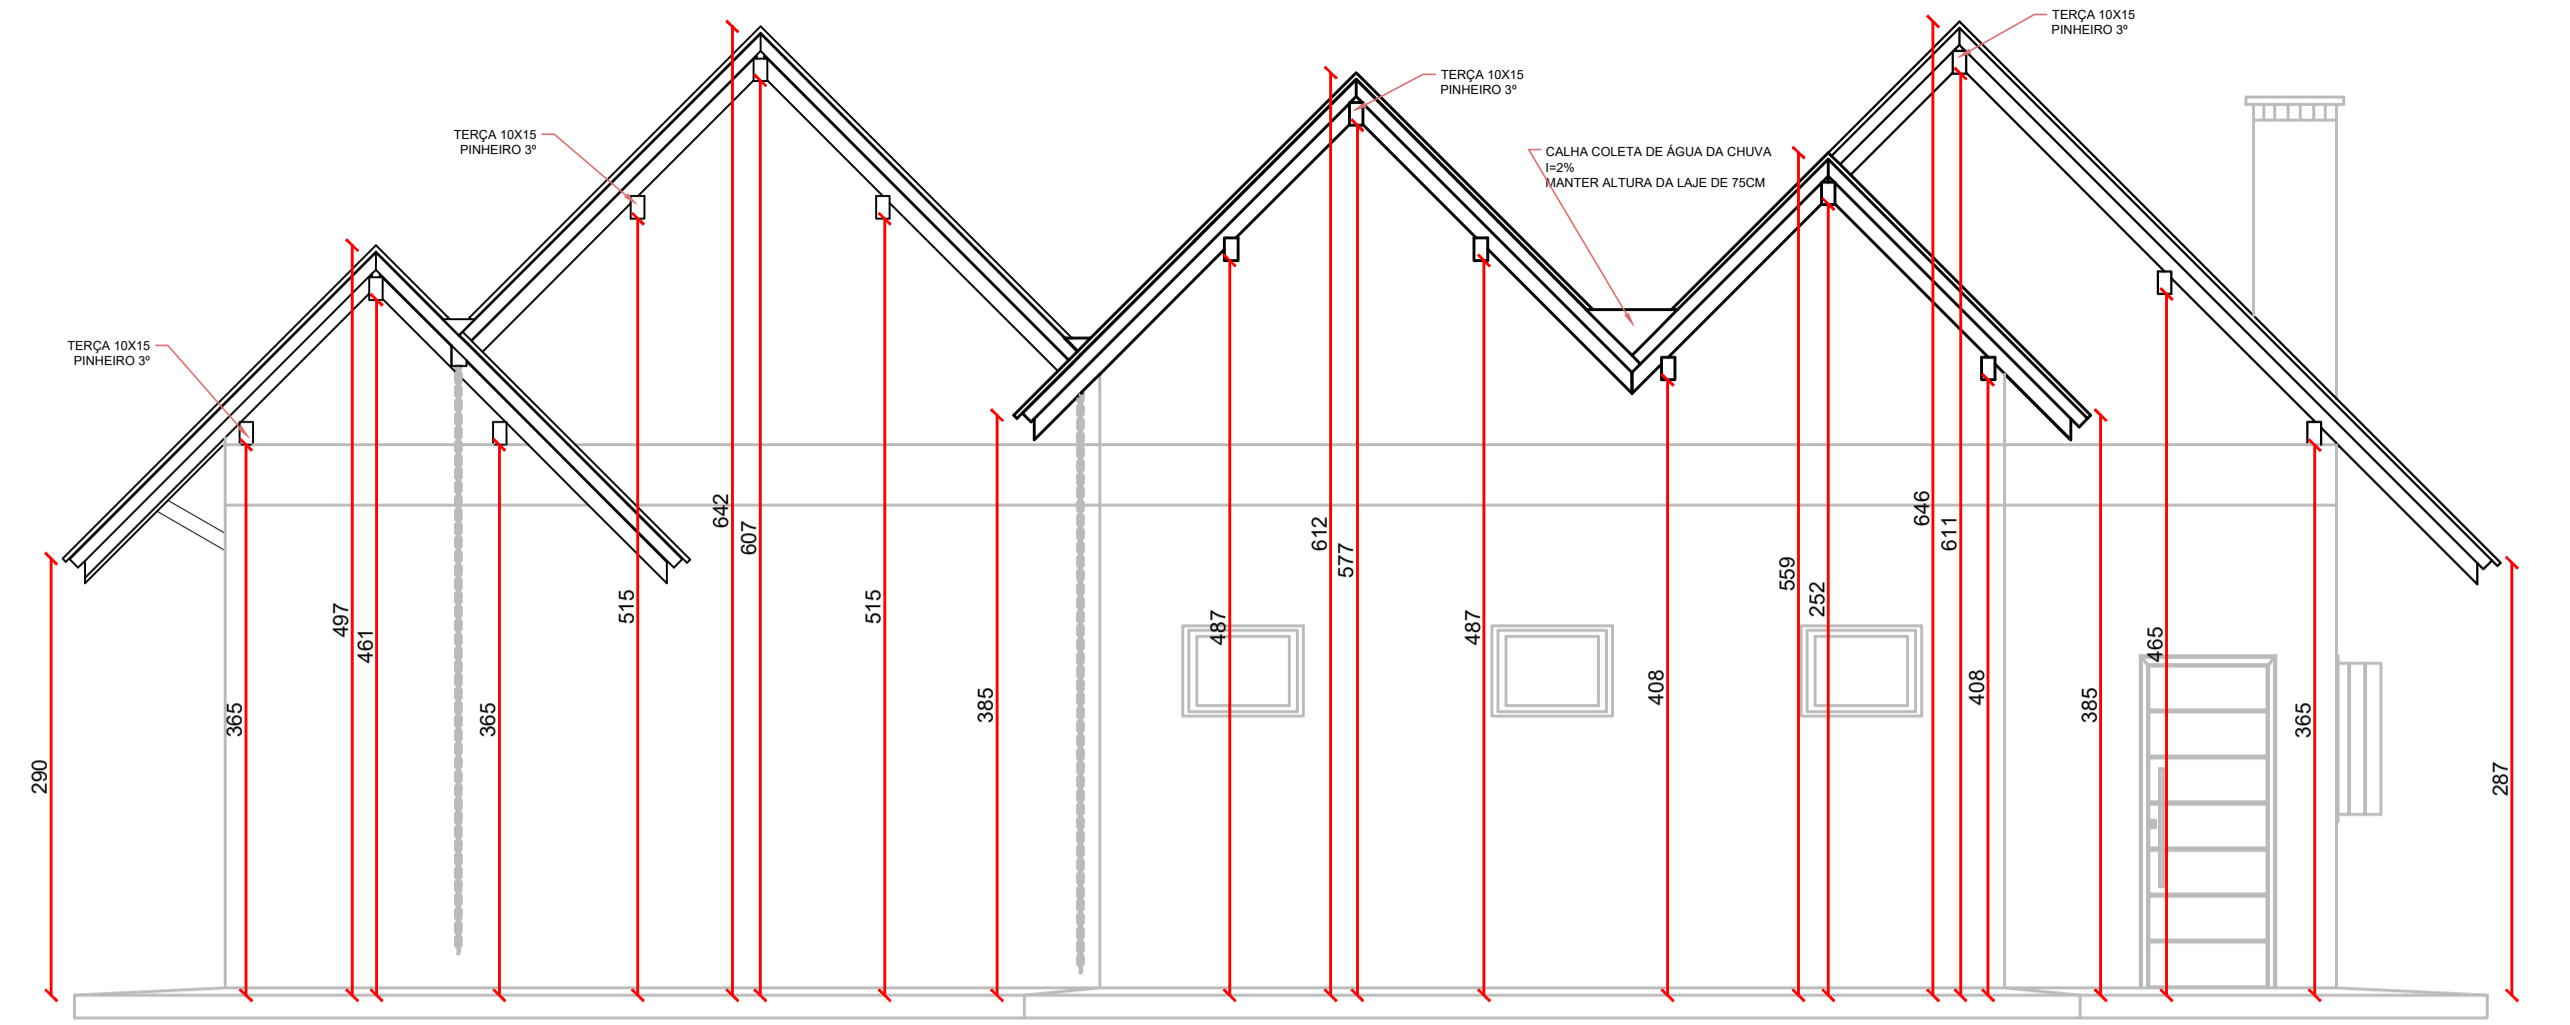 TERÇA 10X15
PINHEIRO 3º
TERÇA 10X15
PINHEIRO 3º
TERÇA 10X15
PINHEIRO 3º
CALHA COLETA DE ÁGUA DA CHUVA
I=2%
MANTER ALTURA DA LAJE DE 75CM
TERÇA 10X15
PINHEIRO 3º
290
365
497
461
365
515
642
607
515
385
487
612
577
487
408
559
252
646
611
408
385
465
365
287